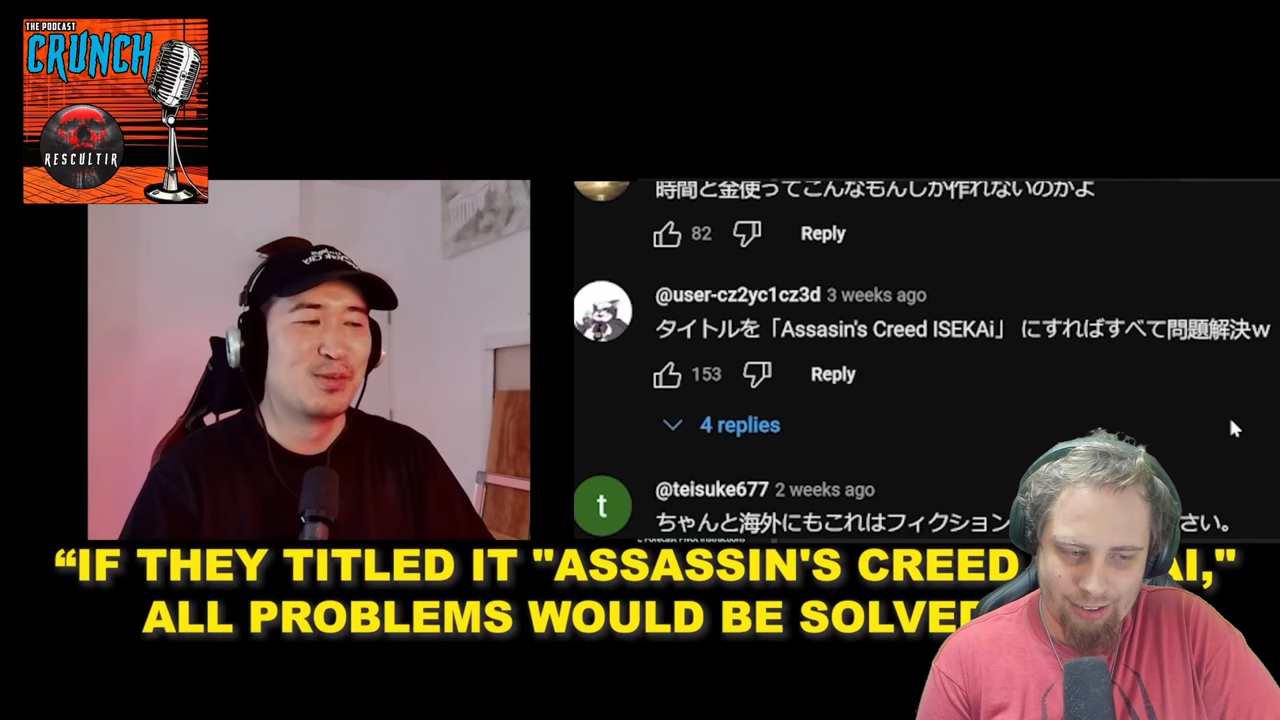 THE PODCAST
CRUNCH
RESCULTIR
時間と金使ってこんなもんしか作れないのかよ
82 Reply
@user-cz2yc1cz3d 3 weeks ago
タイトルを「Assasin's Creed ISEKAi」 にすればすべて問題解決w
153 Reply
4 replies
t
@teisuke677 2 weeks ago
ちゃんと海外にもこれはフィクション さい。
“IF THEY TITLED IT "ASSASSIN'S CREED AI,"
ALL PROBLEMS WOULD BE SOLVED